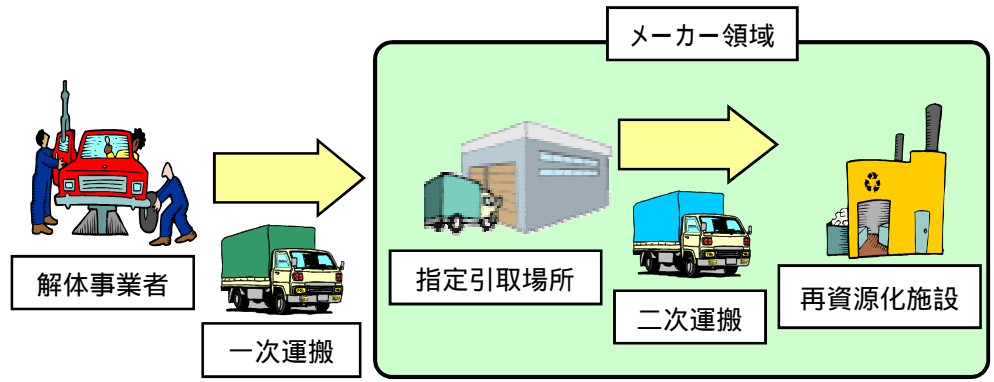 メーカー領域
解体事業者
一次運搬
指定引取場所
二次運搬
再資源化施設